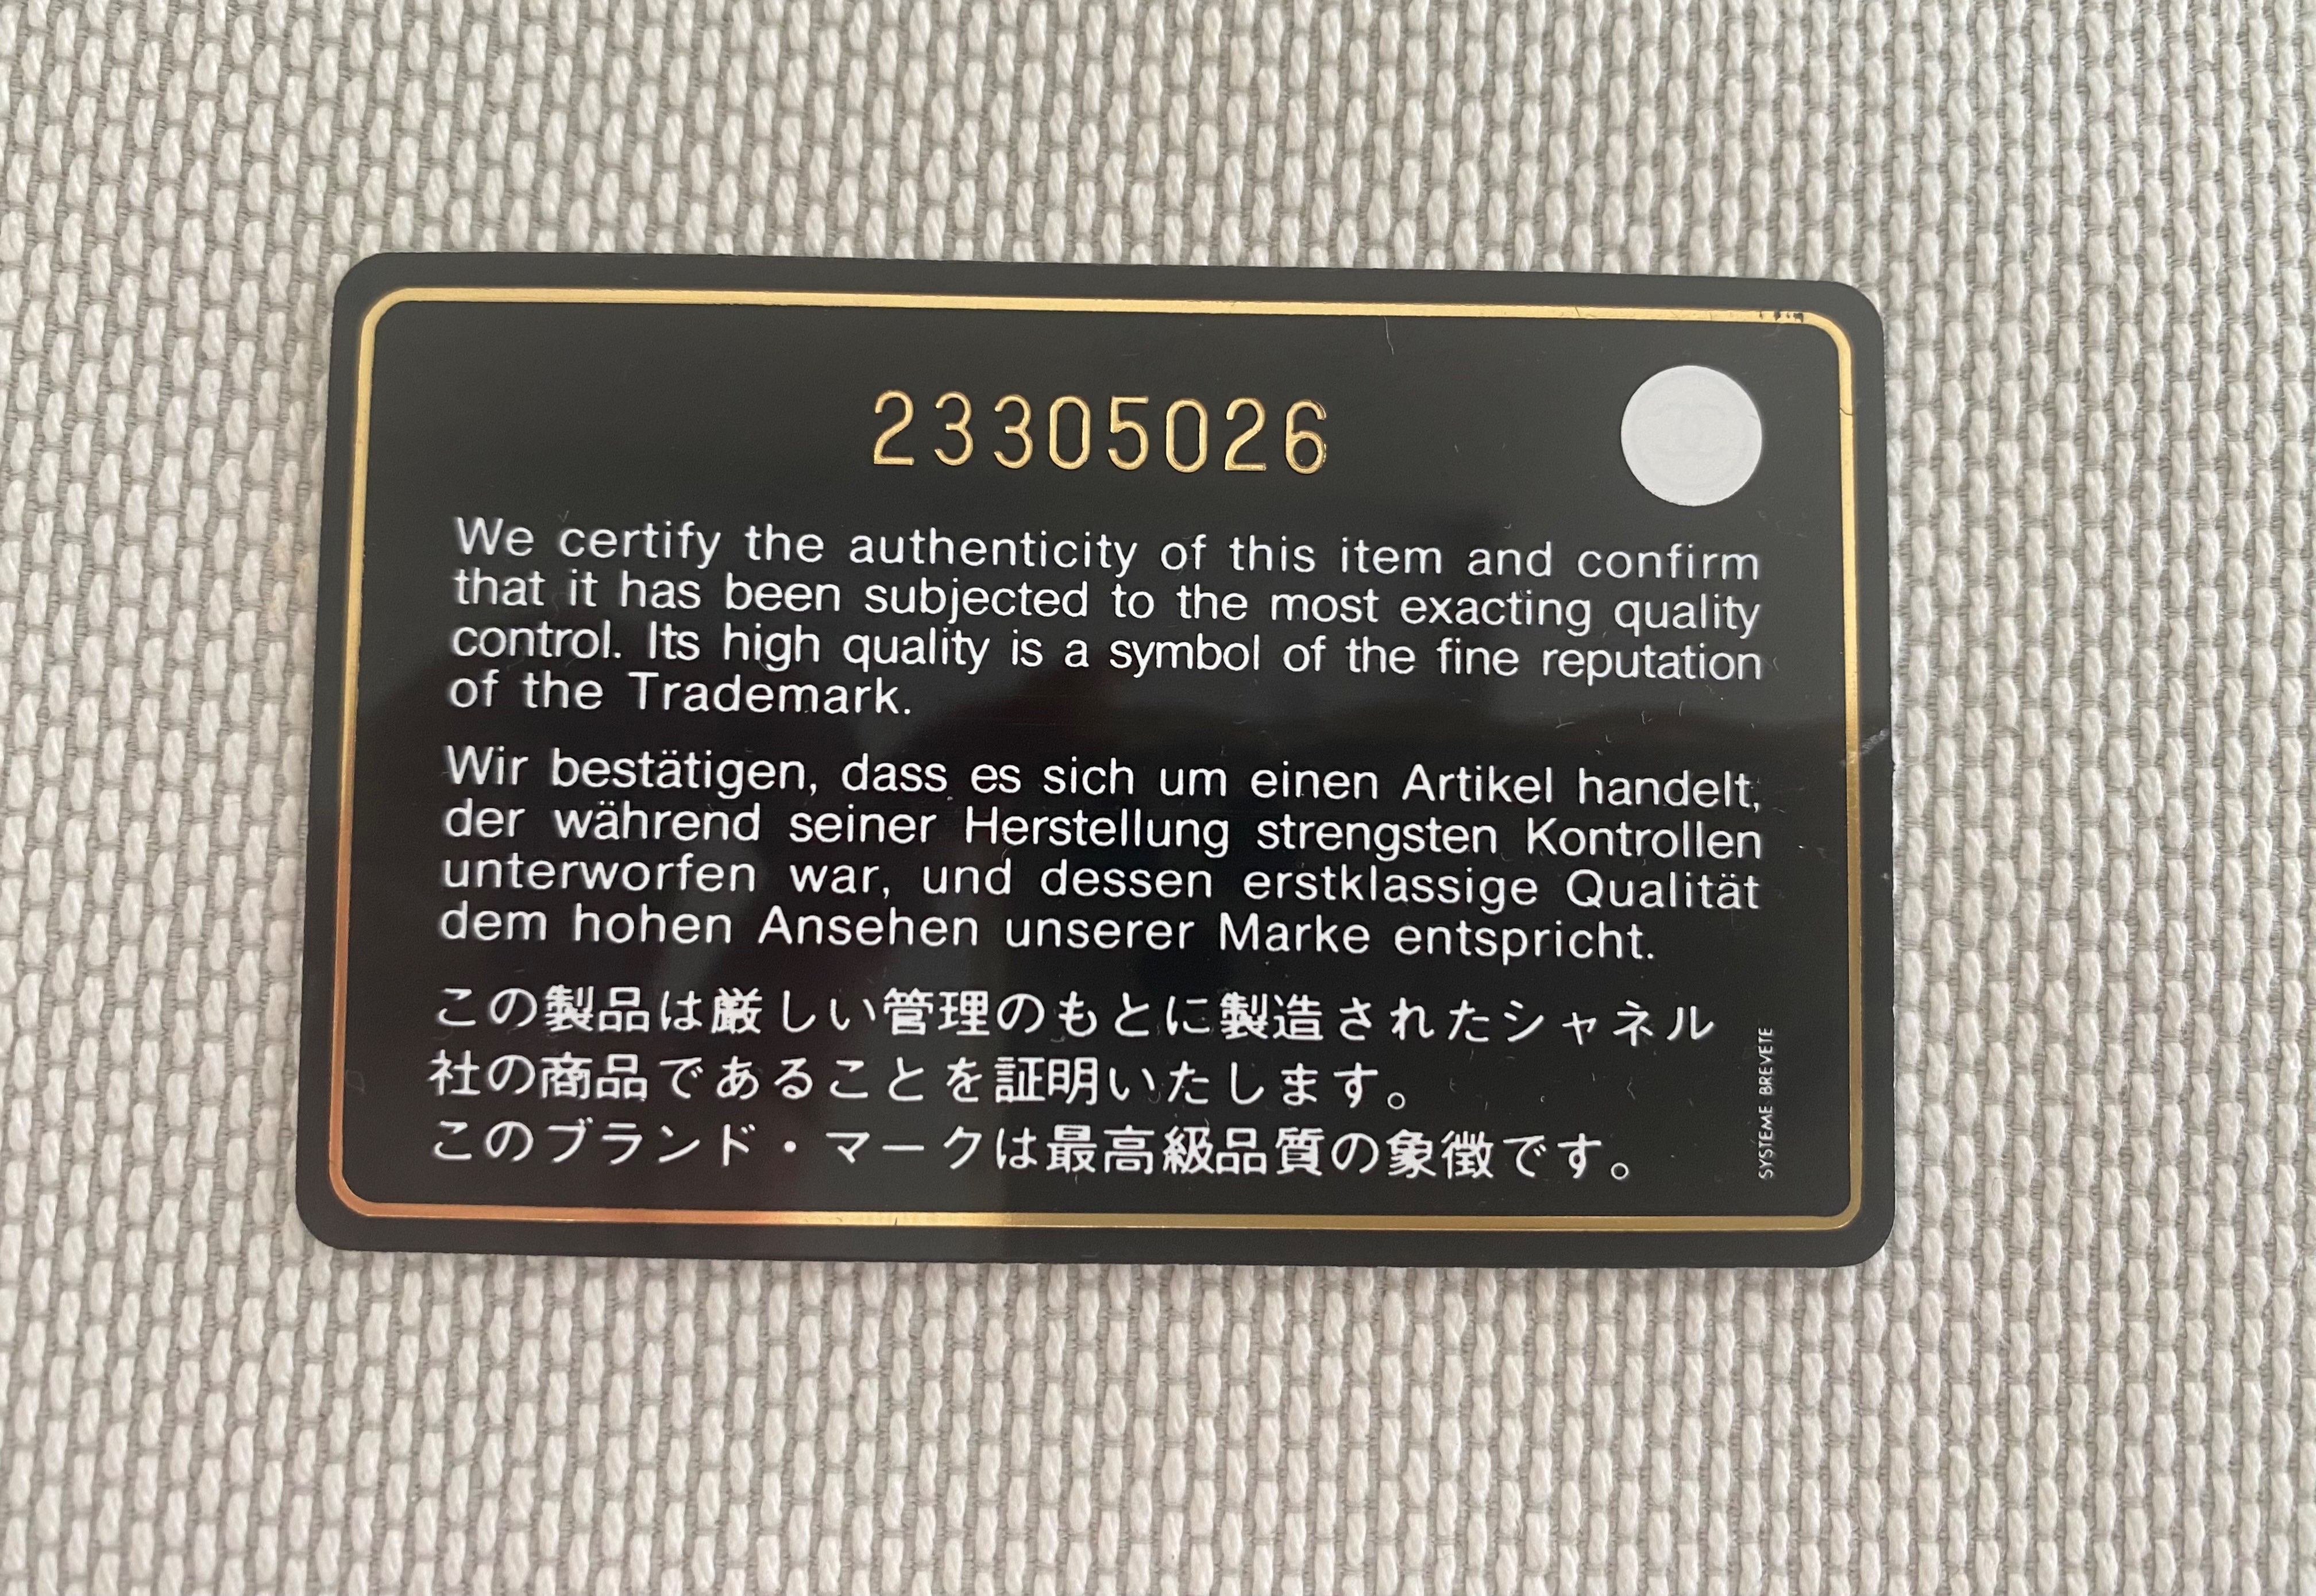 23305026
We certify the authenticity of this item and confirm
that it has been subjected to the most exacting quality
control. Its high quality is a symbol of the fine reputation
of the Trademark.
Wir bestätigen, dass es sich um einen Artikel handelt,
der während seiner Herstellung strengsten Kontrollen
unterworfen war, und dessen erstklassige Qualität
dem hohen Ansehen unserer Marke entspricht.
この製品は厳しい管理のもとに製造されたシャネル
社の商品であることを証明いたします。
このブランド・マークは最高級品質の象徴です。
SYSTEME BREVETE